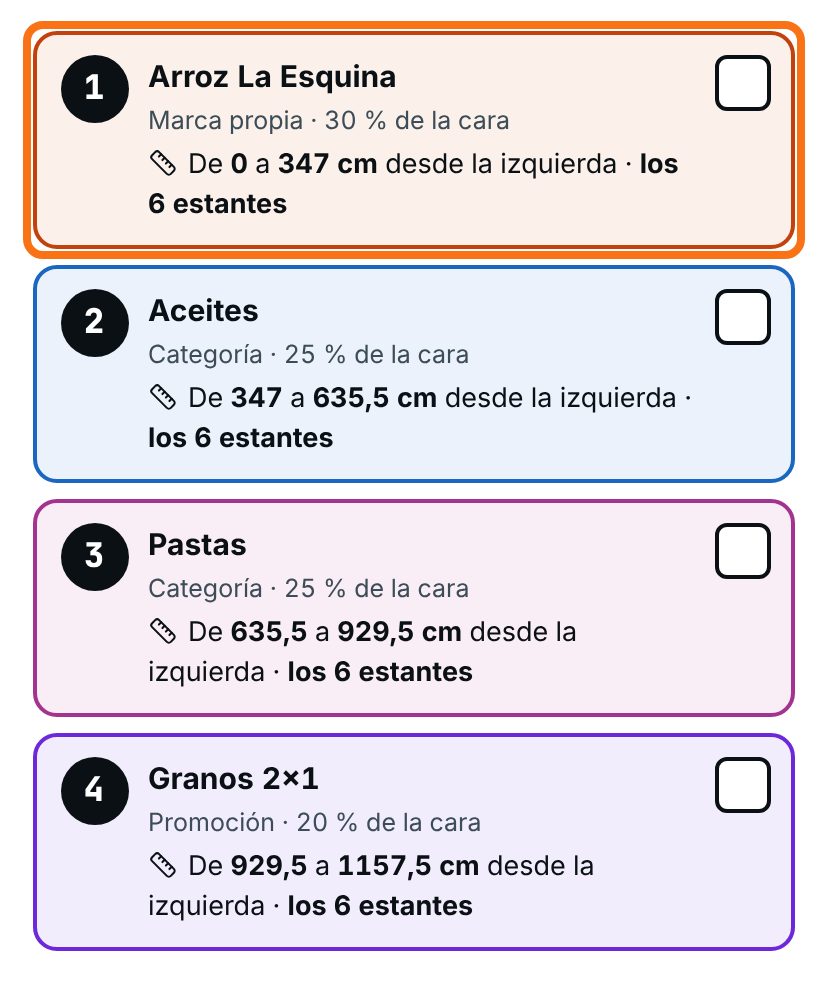 1
Arroz La Esquina
Marca propia · 30 % de la cara
De 0 a 347 cm desde la izquierda · los
6 estantes
2
Aceites
Categoría · 25 % de la cara
De 347 a 635,5 cm desde la izquierda ·
los 6 estantes
3
Pastas
Categoría · 25 % de la cara
De 635,5 a 929,5 cm desde la
izquierda · los 6 estantes
4
Granos 2×1
Promoción · 20 % de la cara
De 929,5 a 1157,5 cm desde la
izquierda · los 6 estantes